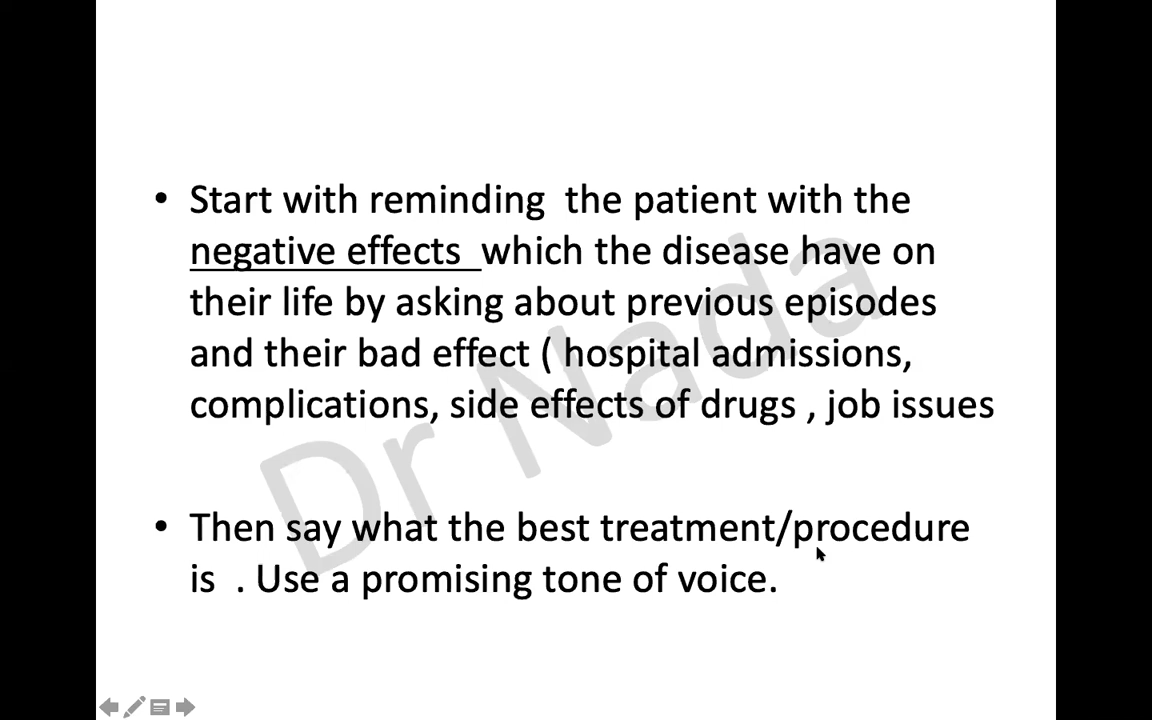 • Start with reminding the patient with the
negative effects which the disease have on
their life by asking about previous episodes
and their bad effect ( hospital admissions,
complications, side effects of drugs , job issues
• Then say what the best treatment/procedure
is . Use a promising tone of voice.
Dr Nada